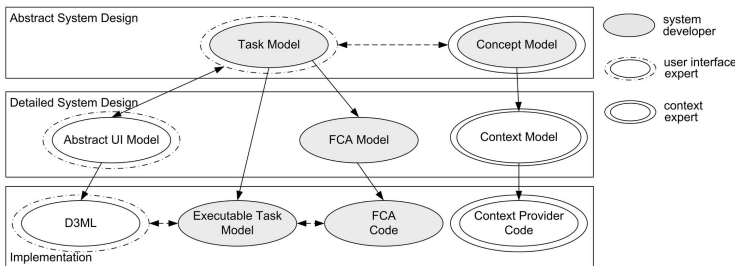 Abstract System Design
Task Model
Concept Model
system
developer
user interface
expert
context
expert
Detailed System Design
Abstract UI Model
FCA Model
Context Model
D3ML
Executable Task
Model
FCA
Code
Context Provider
Code
Implementation